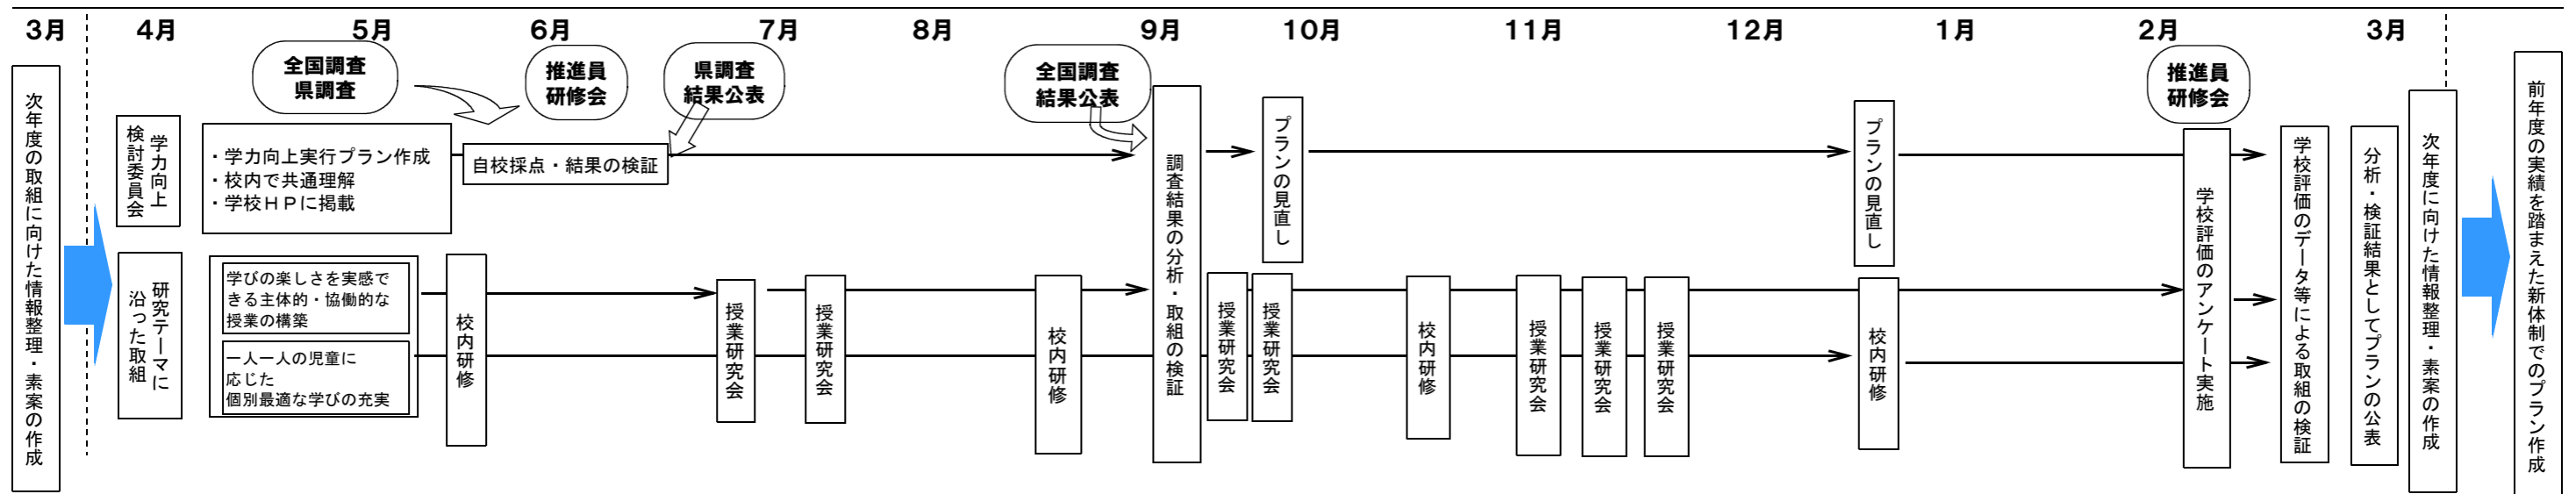 3月
4月
5月
6月
7月
8月
9月
10月
11月
12月
1月
2月
3月
全国調査
県調査
推進員
研修会
県調査
結果公表
全国調査
結果公表
推進員
研修会
次年度の取組に向けた情報整理・素案の作成
学力向上
検討委員会
・学力向上実行プラン作成
・校内で共通理解
・学校ＨＰに掲載
自校採点・結果の検証
調査結果の分析・取組の検証
プランの見直し
プランの見直し
学校評価のアンケート実施
学校評価のデータ等による取組の検証
分析・検証結果としてプランの公表
次年度に向けた情報整理・素案の作成
前年度の実績を踏まえた新体制でのプラン作成
研究テーマに
沿った取組
学びの楽しさを実感で
きる主体的・協働的な
授業の構築
一人一人の児童に
応じた
個別最適な学びの充実
校内研修
授業研究会
授業研究会
校内研修
授業研究会
授業研究会
校内研修
授業研究会
授業研究会
授業研究会
校内研修